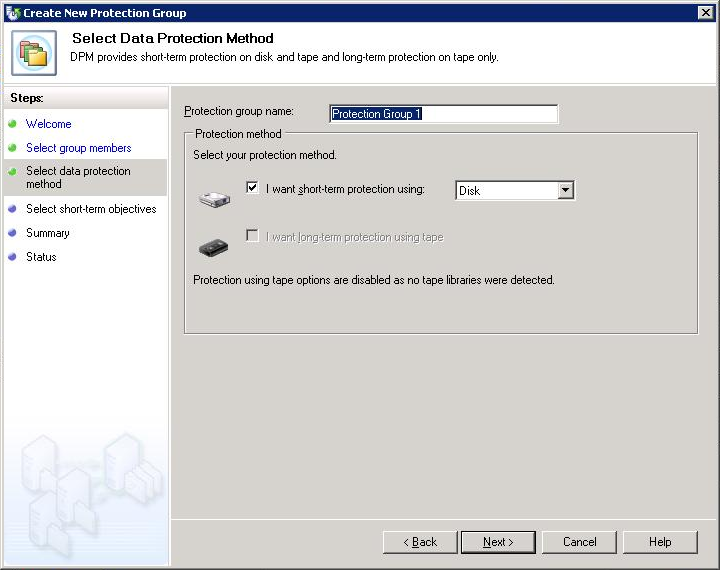 Create New Protection Group
Select Data Protection Method
DPM provides short-term protection on disk and tape and long-term protection on tape only.
Steps:
Welcome
Select group members
Select data protection
method
Select short-term objectives
Summary
Status
Protection group name:
Protection Group 1
Protection method
Select your protection method.
I want short-term protection using:
Disk
I want long-term protection using tape
Protection using tape options are disabled as no tape libraries were detected.
< Back
Next >
Cancel
Help